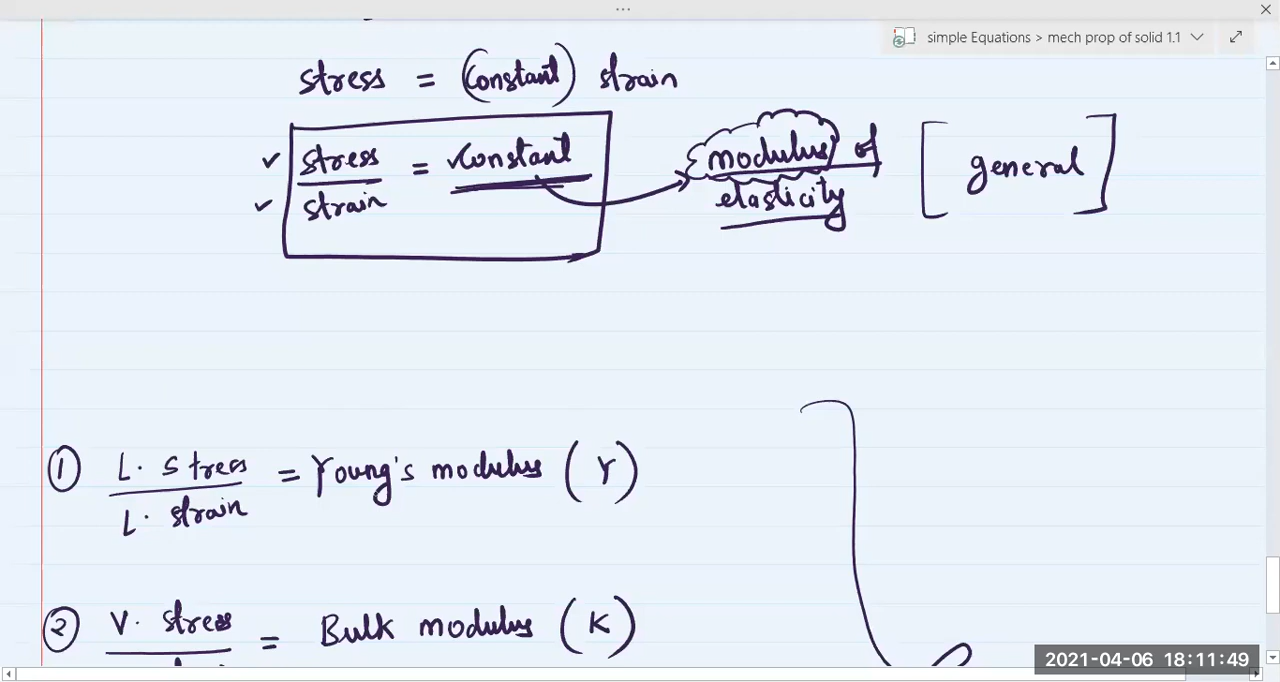 simple Equations > mech prop of solid 1.1
stress = (Constant) strain
stress = Constant modulus of [general]
strain elasticity
① L. stress = Young's modulus (Y)
L. strain
② V. stress = Bulk modulus (K)
2021-04-06 18:11:49